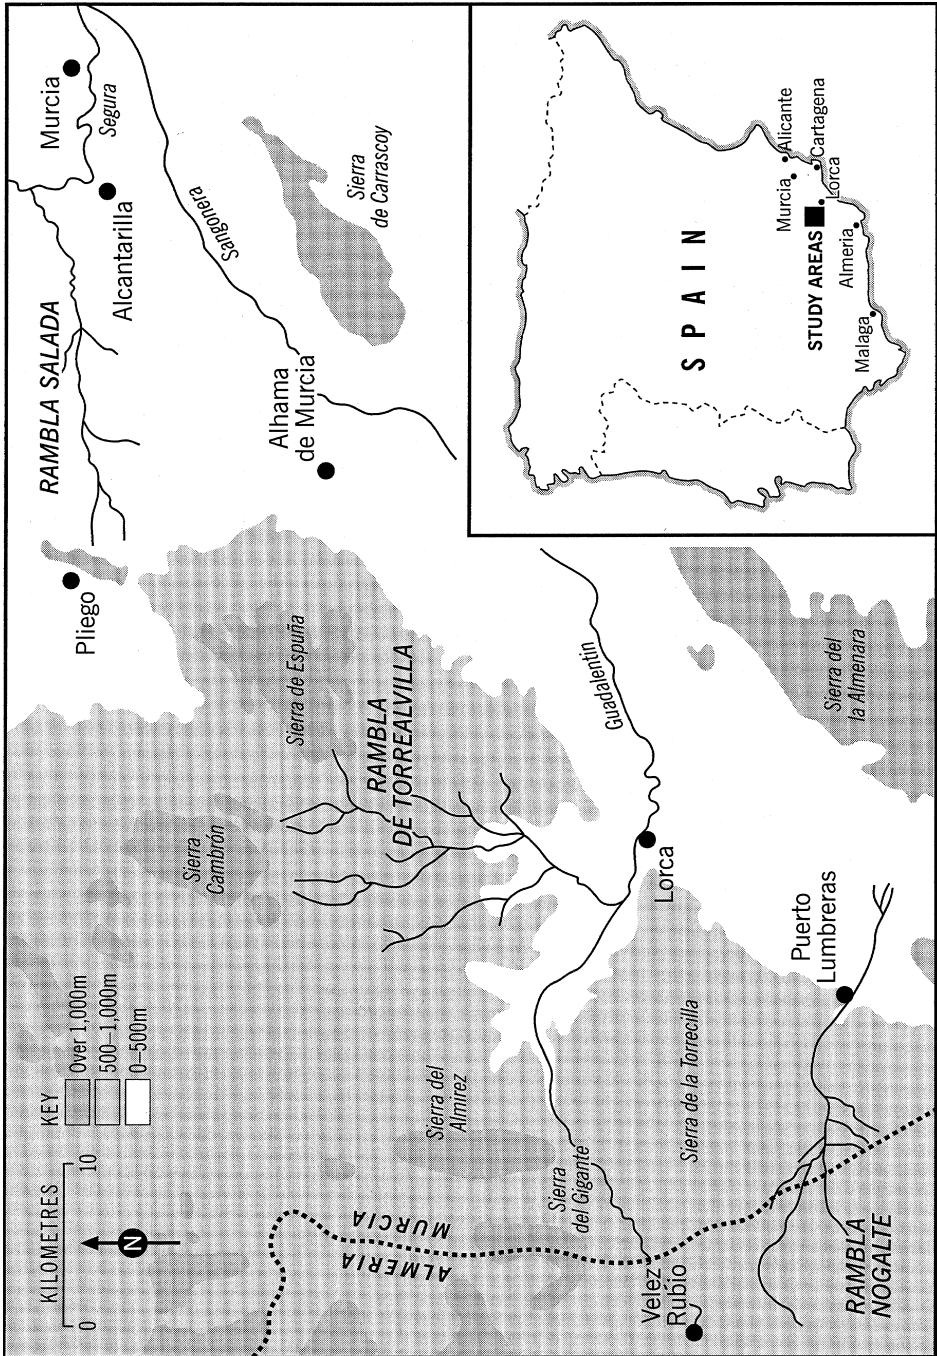 KILOMETRES
0
10
N
KEY
Over 1,000m
500–1,000m
0–500m
Pliego
RAMBLA SALADA
Murcia
Segura
Alcantarilla
Sangonera
Sierra
de Carrascoy
Alhama
de Murcia
Sierra
Cambrón
Sierra de Espuña
RAMBLA
DE TORREALVILLA
MURCIA
ALMERIA
Sierra del
Almirez
Sierra
del Gigante
Guadalentin
Lorca
Velez
Rubio
Sierra de la Torrecilla
Puerto
Lumbreras
RAMBLA
NOGALTE
Sierra del
la Almenara
SPAIN
STUDY AREAS
Murcia
Alicante
Cartagena
Lorca
Almeria
Malaga